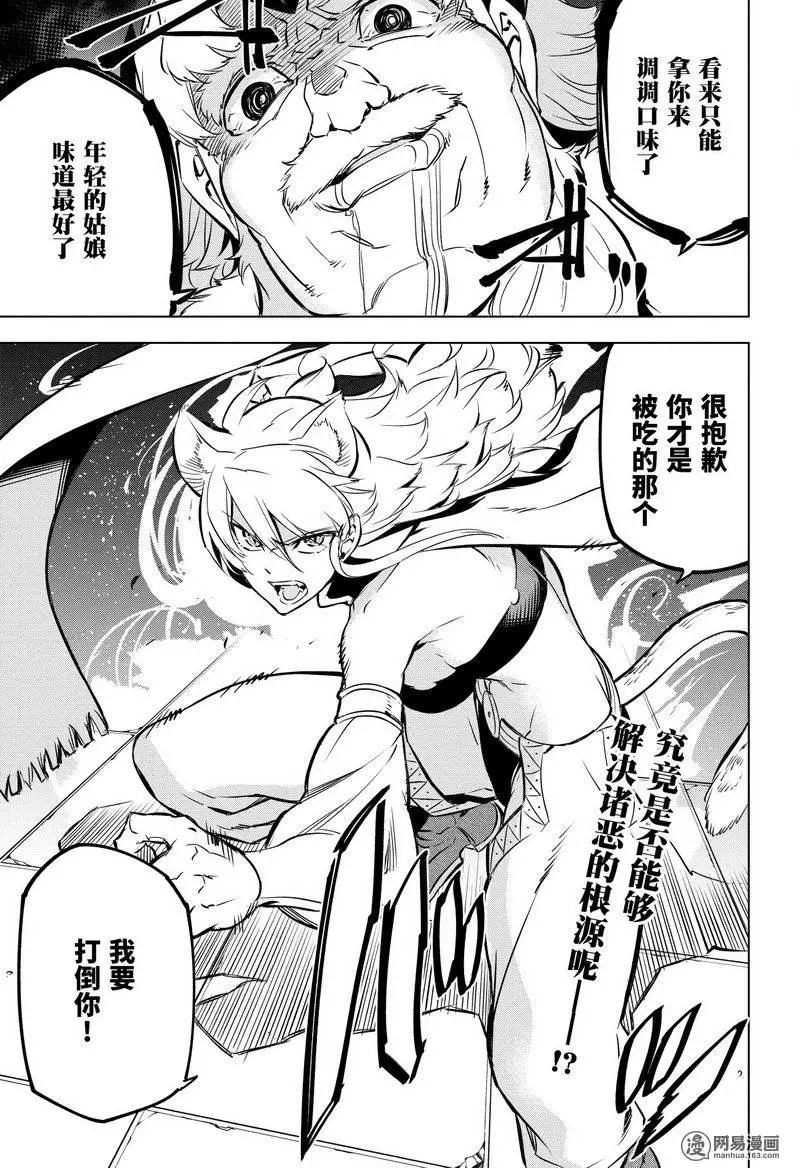 看来只能
拿你来
调调口味了
年轻的姑娘
味道最好了
很抱歉
你才是
被吃的那个
究竟是否能够
解决诸恶的根源呢——!?
我要
打倒你！
漫 网易漫画
manhua.163.com